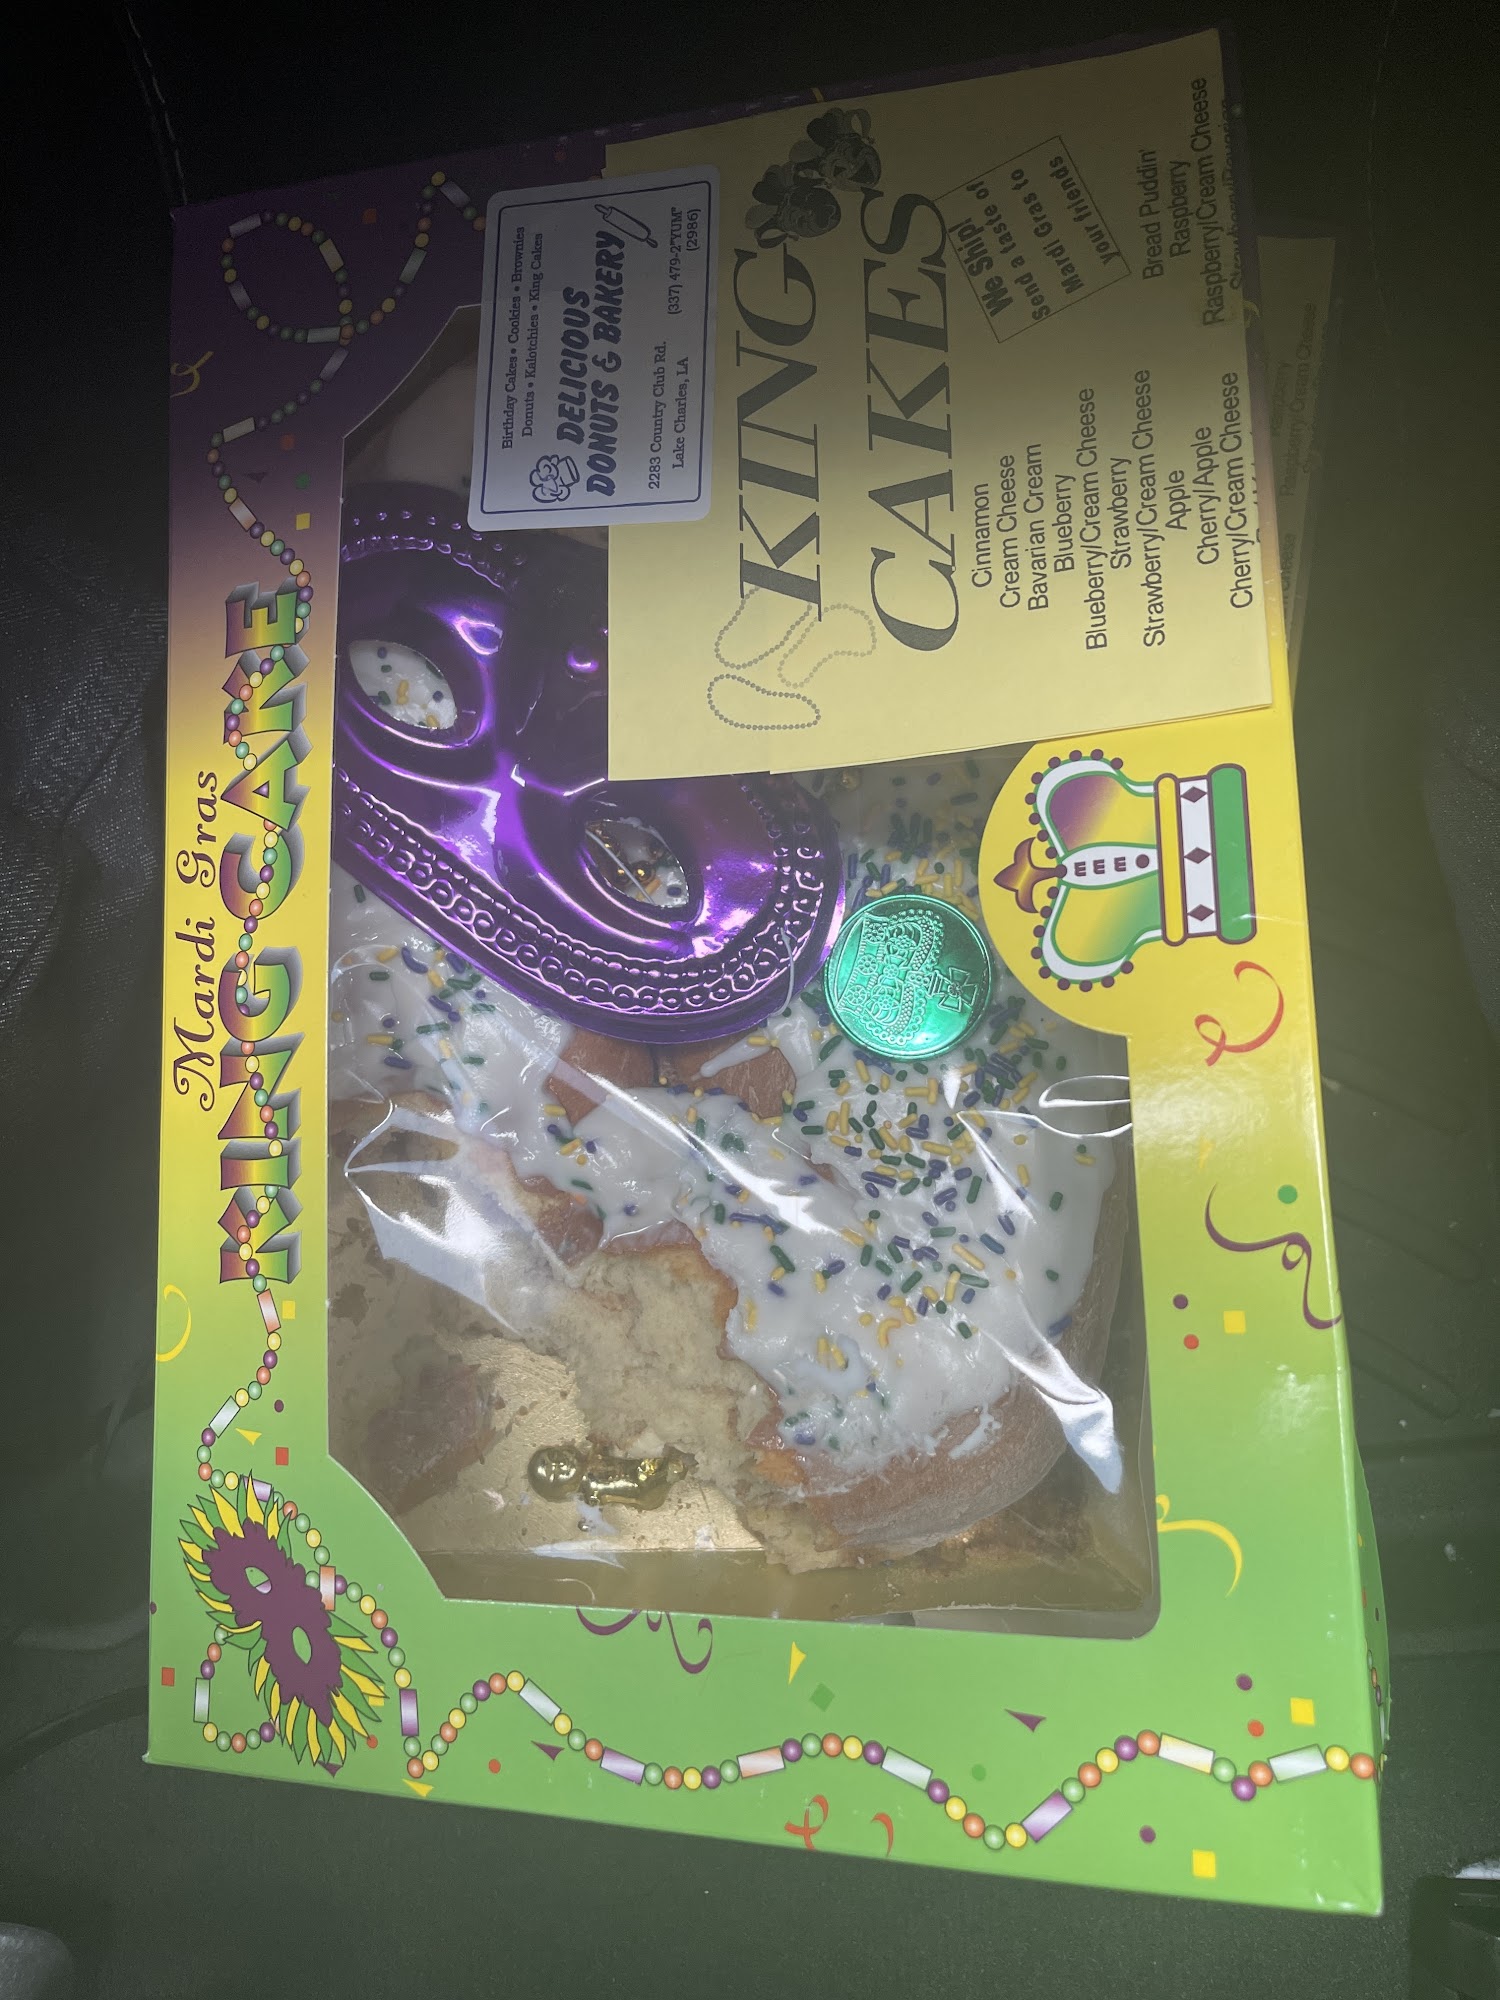 Mardi Gras
KING CAKE
Birthday Cakes • Cookies • Brownies
Donuts • Kalotchies • King Cakes
DELICIOUS
DONUTS & BAKERY
2283 Country Club Rd.
Lake Charles, LA
(337) 479-2"YUM"
(2986)
KING
CAKES
We Ship!
Send a taste of
Mardi Gras to
Your friends
Cinnamon
Cream Cheese
Bavarian Cream
Blueberry
Blueberry/Cream Cheese
Strawberry
Strawberry/Cream Cheese
Apple
Cherry/Apple
Cherry/Cream Cheese
Bread Puddin'
Raspberry
Raspberry/Cream Cheese